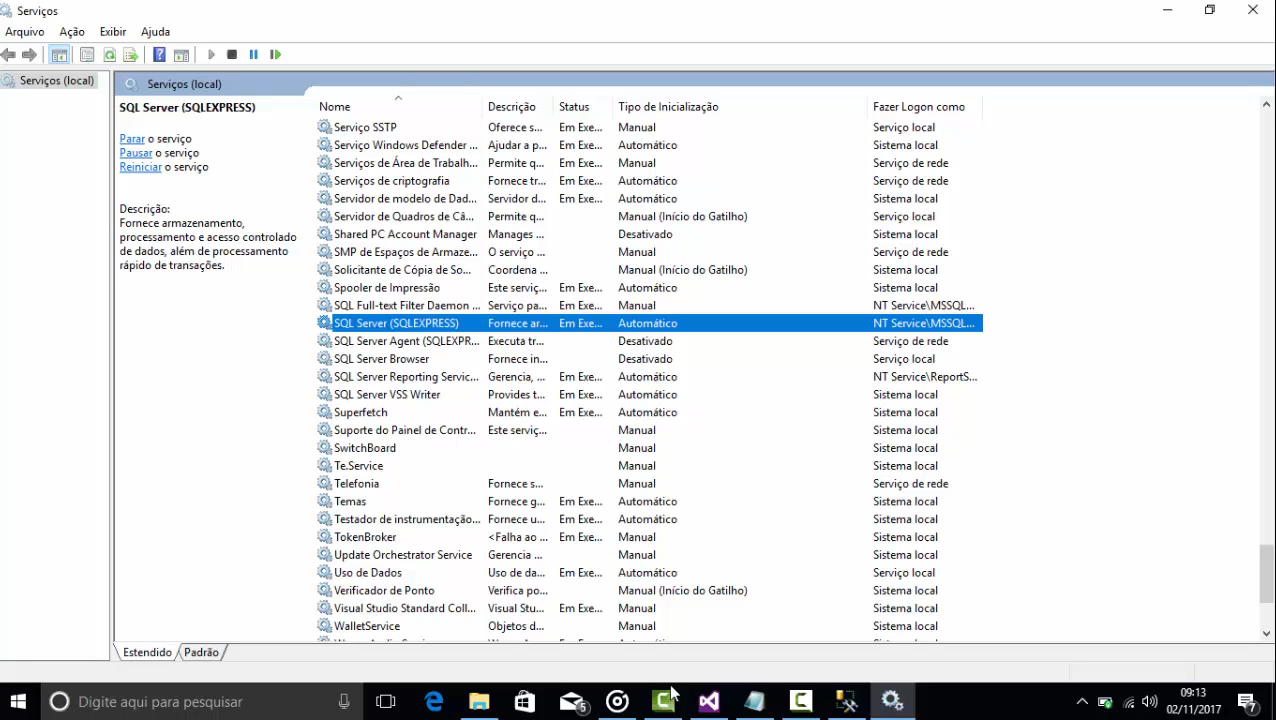 Serviços
Arquivo Ação Exibir Ajuda
Serviços (local)
Serviços (local)
SQL Server (SQLEXPRESS)
Parar o serviço
Pausar o serviço
Reiniciar o serviço
Descrição:
Fornece armazenamento,
processamento e acesso controlado
de dados, além de processamento
rápido de transações.
Nome Descrição Status Tipo de Inicialização Fazer Logon como
Serviço SSTP Oferece s... Em Exe... Manual Serviço local
Serviço Windows Defender ... Ajudar a p... Em Exe... Automático Sistema local
Serviços de Área de Trabalh... Permite q... Em Exe... Manual Serviço de rede
Serviços de criptografia Fornece tr... Em Exe... Automático Serviço de rede
Servidor de modelo de Dad... Servidor d... Em Exe... Automático Sistema local
Servidor de Quadros de Câ... Permite q... Manual (Início do Gatilho) Serviço local
Shared PC Account Manager Manages ... Desativado Sistema local
SMP de Espaços de Armaze... O serviço ... Manual Serviço de rede
Solicitante de Cópia de So... Coordena ... Manual (Início do Gatilho) Sistema local
Spooler de Impressão Este serviç... Em Exe... Automático Sistema local
SQL Full-text Filter Daemon ... Serviço pa... Em Exe... Manual NT Service\MSSQL...
SQL Server (SQLEXPRESS) Fornece ar... Em Exe... Automático NT Service\MSSQL...
SQL Server Agent (SQLEXPR... Executa tr... Desativado Serviço de rede
SQL Server Browser Fornece in... Desativado Serviço local
SQL Server Reporting Servic... Gerencia, ... Em Exe... Automático NT Service\ReportS...
SQL Server VSS Writer Provides t... Em Exe... Automático Sistema local
Superfetch Mantém e... Em Exe... Automático Sistema local
Suporte do Painel de Contr... Este serviç... Manual Sistema local
SwitchBoard Manual Sistema local
Te.Service Manual Sistema local
Telefonia Fornece s... Manual Serviço de rede
Temas Fornece g... Em Exe... Automático Sistema local
Testador de instrumentação... Fornece u... Em Exe... Automático Sistema local
TokenBroker <Falha ao ... Em Exe... Manual Sistema local
Update Orchestrator Service Gerencia ... Manual Sistema local
Uso de Dados Uso de da... Em Exe... Automático Serviço local
Verificador de Ponto Verifica po... Manual (Início do Gatilho) Sistema local
Visual Studio Standard Coll... Visual Stu... Em Exe... Manual Sistema local
WalletService Objetos d... Manual Sistema local
Estendido Padrão
Digite aqui para pesquisar
5
09:13
02/11/2017
7